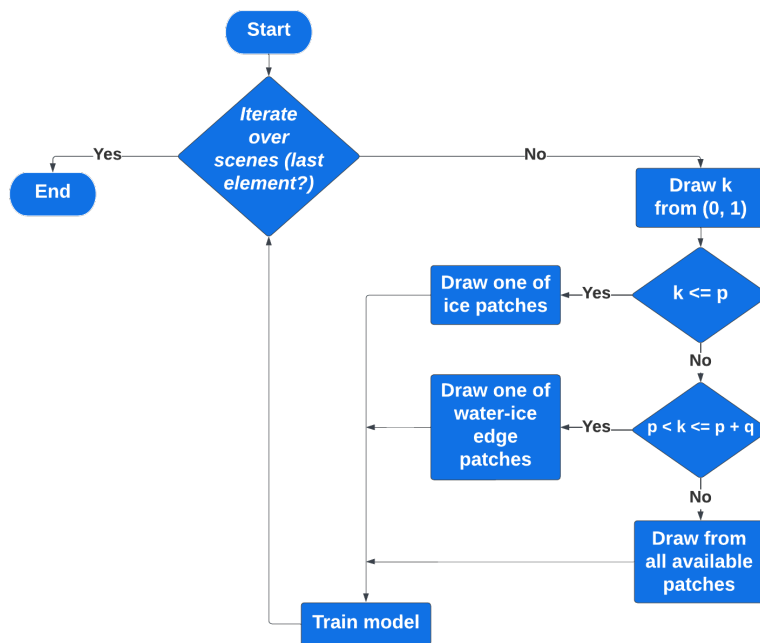 Start
Iterate
over
scenes (last
element?)
Yes
No
End
Draw k
from (0, 1)
Draw one of
ice patches
Yes
k <= p
No
Draw one of
water-ice
edge
patches
Yes
p < k <= p + q
No
Draw from
all available
patches
Train model